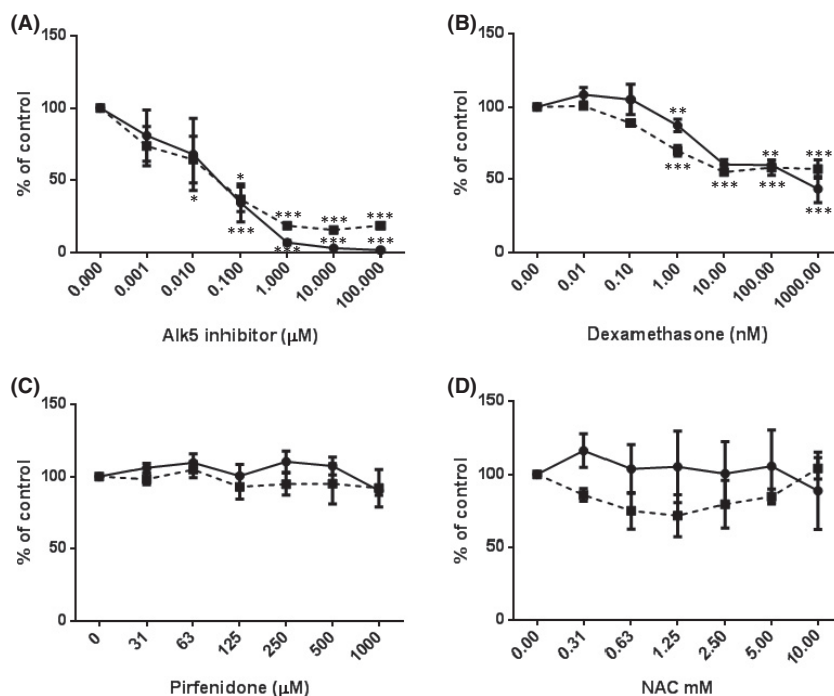 (A)
150
100
50
0
% of control
*
*
***
***
***
***
***
***
***
0.000 0.001 0.010 0.100 1.000 10.000 100.000
Alk5 inhibitor (µM)
(B)
150
100
50
0
% of control
**
***
***
**
***
***
***
0.00 0.01 0.10 1.00 10.00 100.00 1000.00
Dexamethasone (nM)
(C)
150
100
50
0
% of control
0 31 63 125 250 500 1000
Pirfenidone (µM)
(D)
150
100
50
0
% of control
0.00 0.31 0.63 1.25 2.50 5.00 10.00
NAC mM